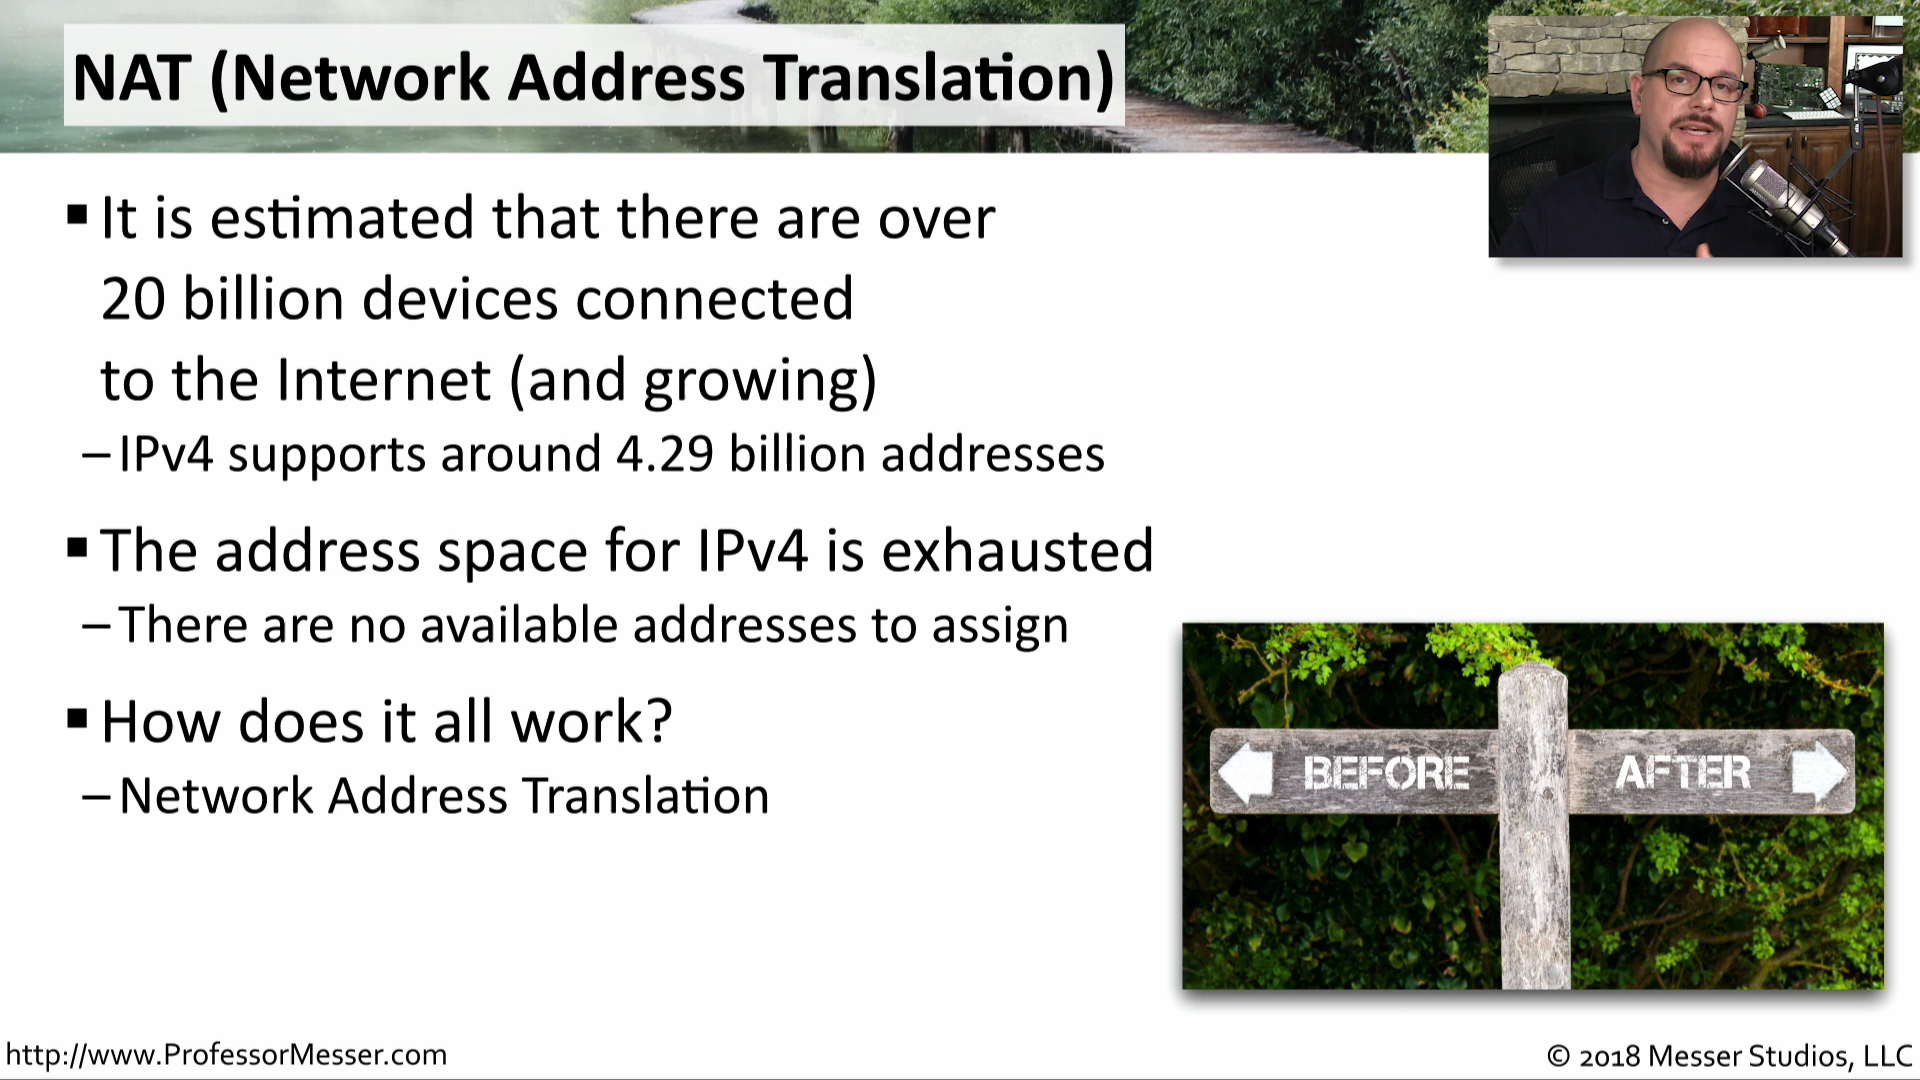 NAT (Network Address Translation)
▪ It is estimated that there are over
20 billion devices connected
to the Internet (and growing)
– IPv4 supports around 4.29 billion addresses
▪ The address space for IPv4 is exhausted
– There are no available addresses to assign
▪ How does it all work?
– Network Address Translation
BEFORE AFTER
http://www.ProfessorMesser.com
© 2018 Messer Studios, LLC